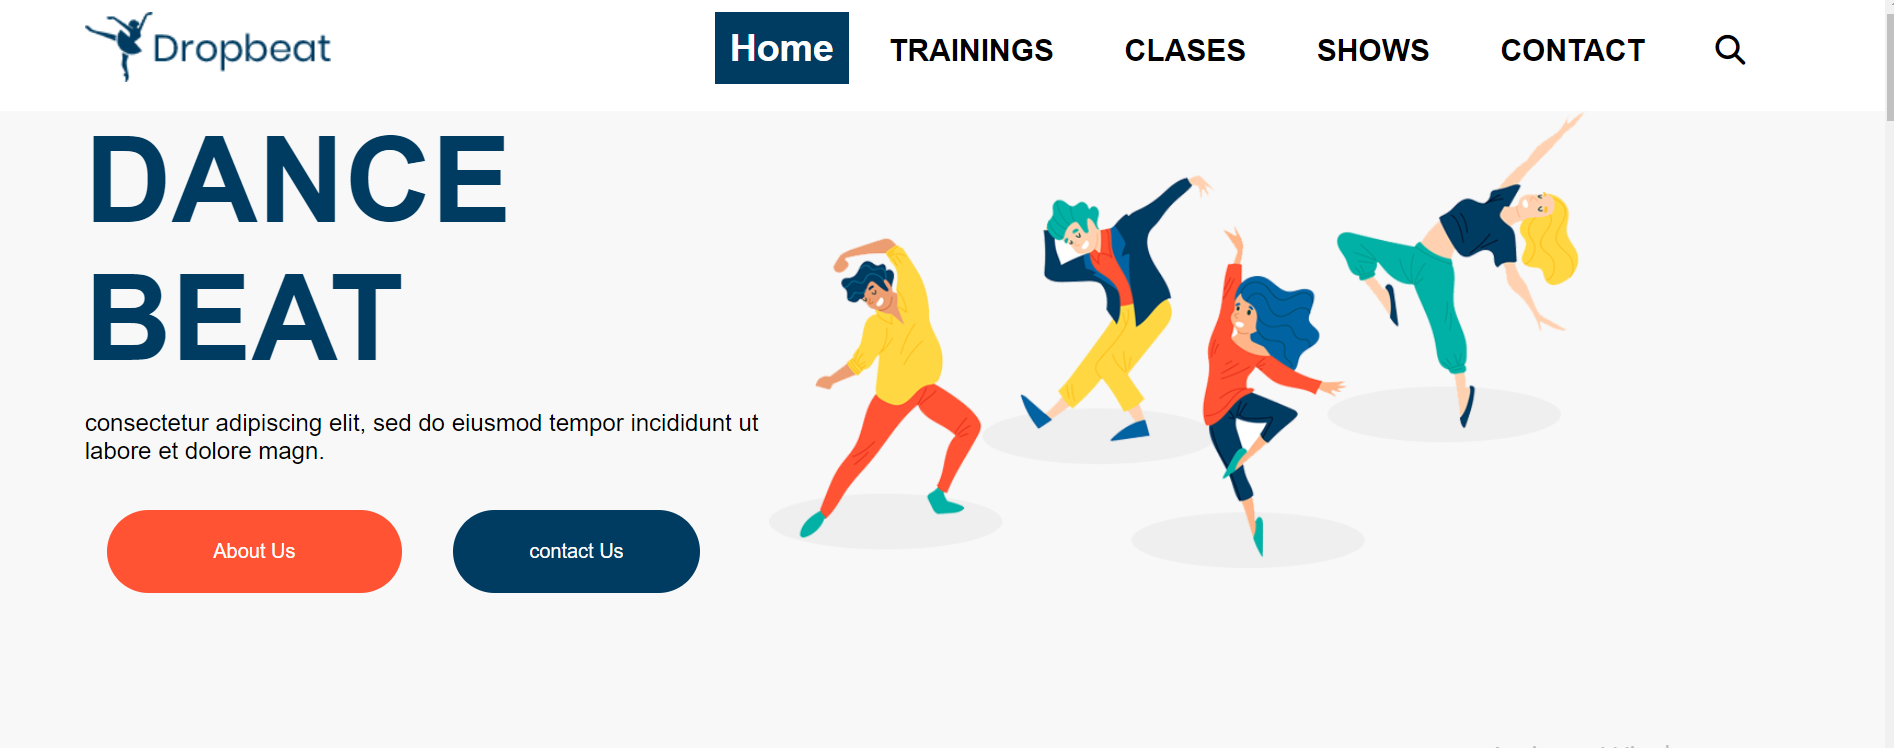 Dropbeat
Home TRAININGS CLASES SHOWS CONTACT
DANCE
BEAT
consectetur adipiscing elit, sed do eiusmod tempor incididunt ut
labore et dolore magn.
About Us contact Us